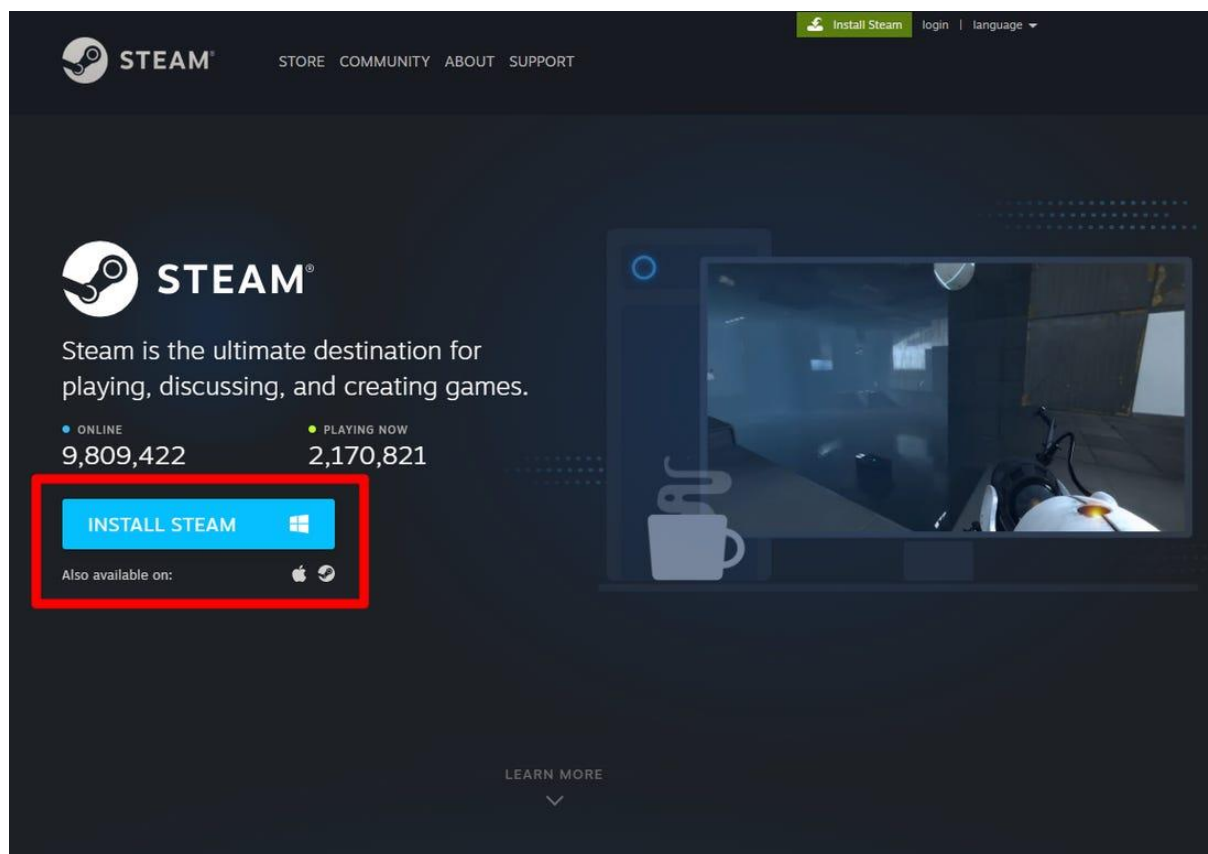 Install Steam login | language
STEAM® STORE COMMUNITY ABOUT SUPPORT
STEAM®
Steam is the ultimate destination for
playing, discussing, and creating games.
ONLINE PLAYING NOW
9,809,422 2,170,821
INSTALL STEAM
Also available on:
LEARN MORE